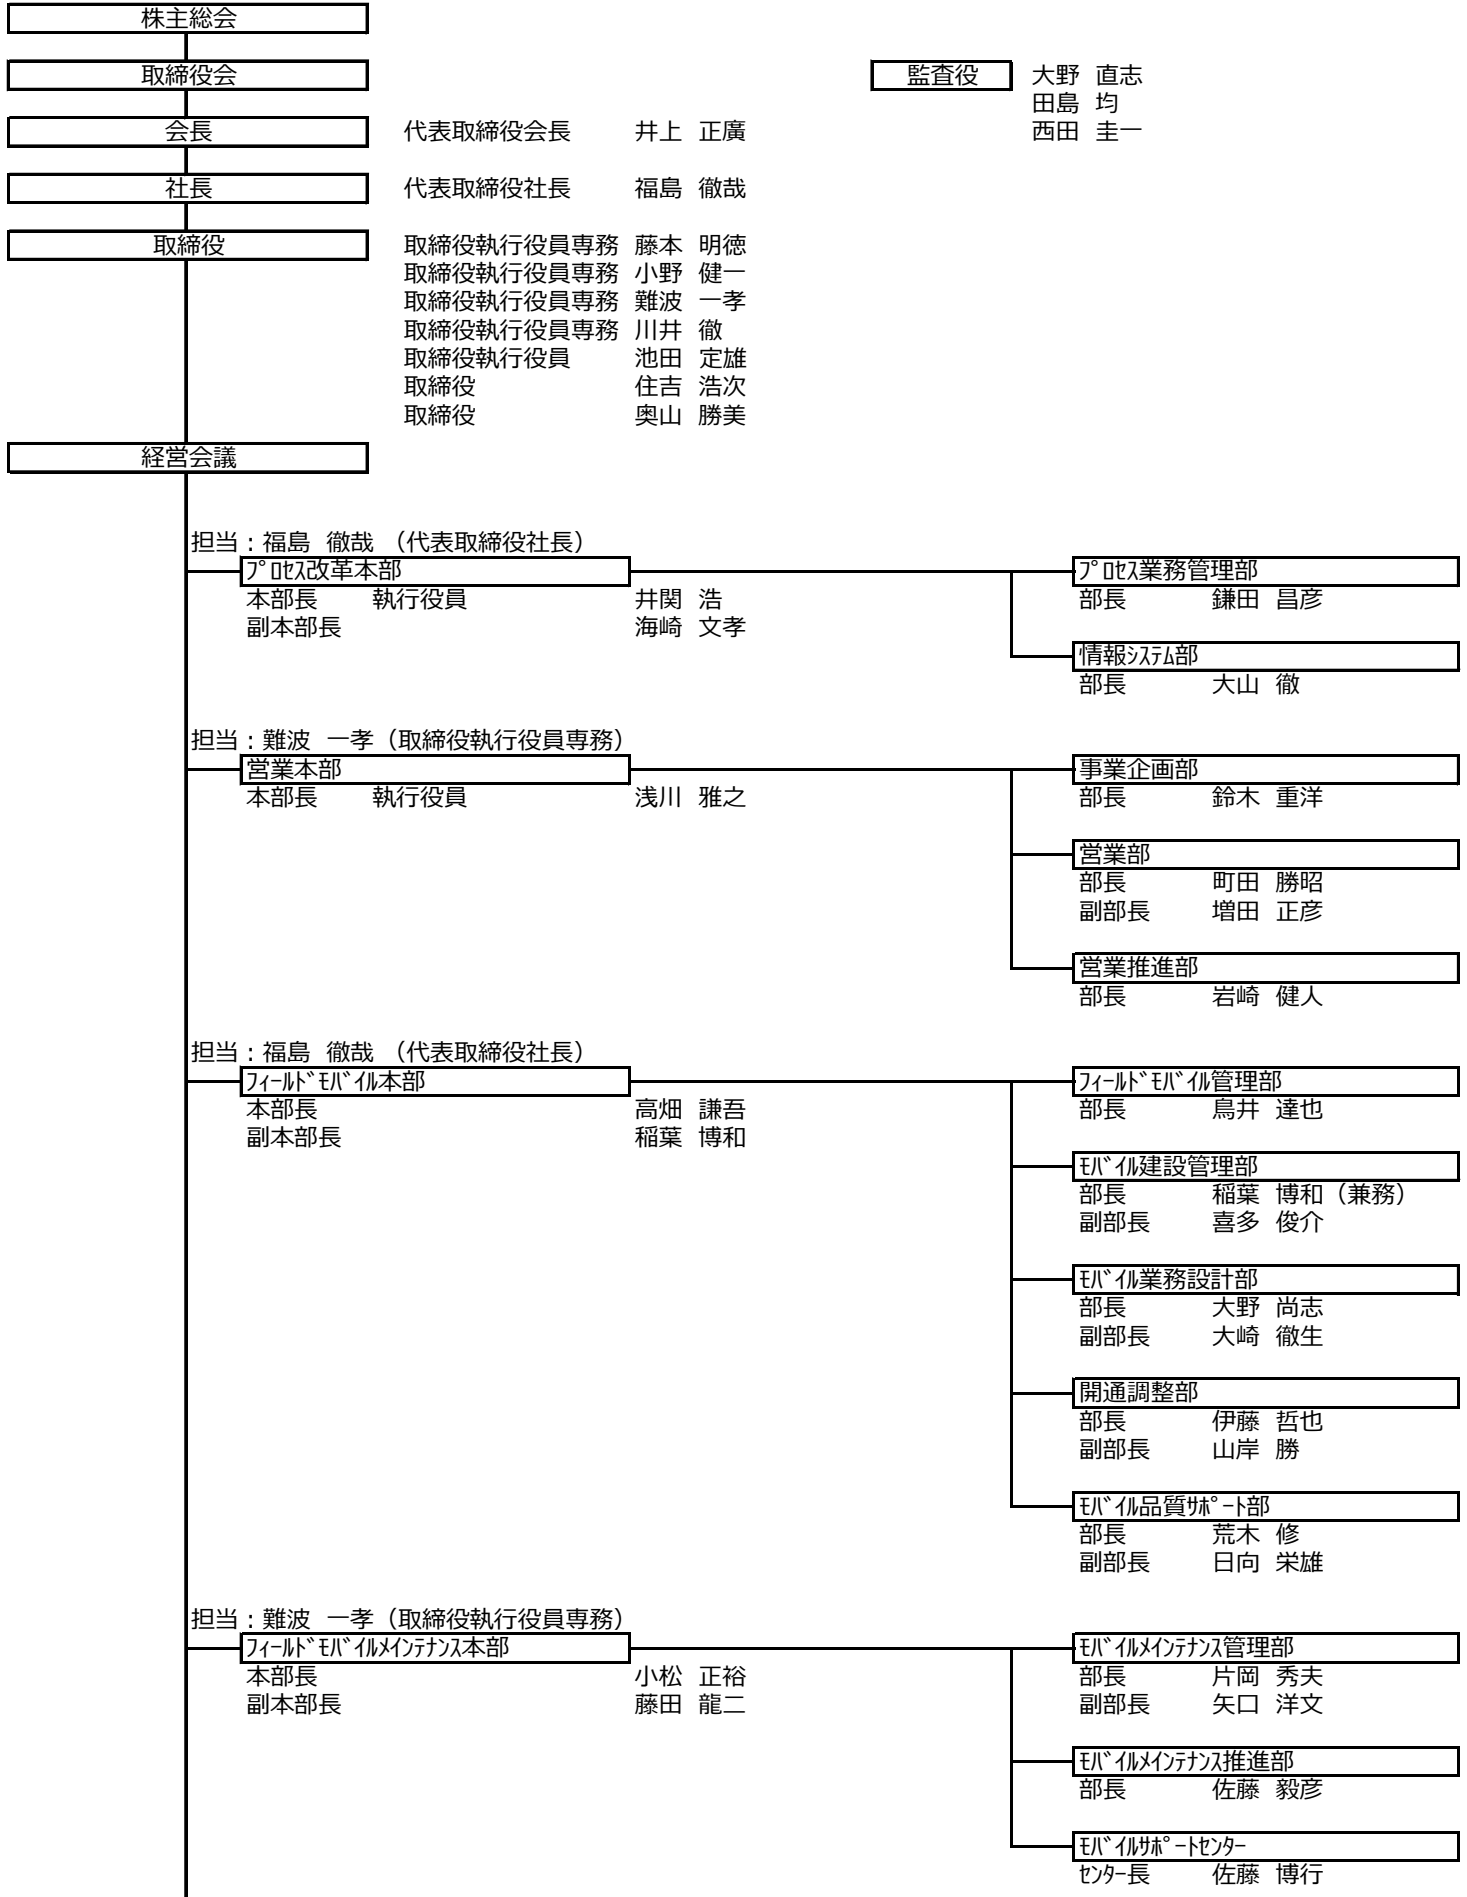 株主総会
取締役会
監査役 大野 直志
田島 均
会長 代表取締役会長 井上 正廣
西田 圭一
社長 代表取締役社長 福島 徹哉
取締役 取締役執行役員専務 藤本 明徳
取締役執行役員専務 小野 健一
取締役執行役員専務 難波 一孝
取締役執行役員専務 川井 徹
取締役執行役員 池田 定雄
取締役 住吉 浩次
取締役 奥山 勝美
経営会議
担当：福島 徹哉 （代表取締役社長）
ﾌﾟﾛｾｽ改革本部
本部長 執行役員 井関 浩
副本部長 海崎 文孝
ﾌﾟﾛｾｽ業務管理部
部長 鎌田 昌彦
情報ｼｽﾃﾑ部
部長 大山 徹
担当：難波 一孝（取締役執行役員専務）
営業本部
本部長 執行役員 浅川 雅之
事業企画部
部長 鈴木 重洋
営業部
部長 町田 勝昭
副部長 増田 正彦
営業推進部
部長 岩崎 健人
担当：福島 徹哉 （代表取締役社長）
ﾌｨｰﾙﾄﾞﾓﾊﾞｲﾙ本部
本部長 高畑 謙吾
副本部長 稲葉 博和
ﾌｨｰﾙﾄﾞﾓﾊﾞｲﾙ管理部
部長 鳥井 達也
ﾓﾊﾞｲﾙ建設管理部
部長 稲葉 博和（兼務）
副部長 喜多 俊介
ﾓﾊﾞｲﾙ業務設計部
部長 大野 尚志
副部長 大崎 徹生
開通調整部
部長 伊藤 哲也
副部長 山岸 勝
ﾓﾊﾞｲﾙ品質ｻﾎﾟｰﾄ部
部長 荒木 修
副部長 日向 栄雄
担当：難波 一孝（取締役執行役員専務）
ﾌｨｰﾙﾄﾞﾓﾊﾞｲﾙﾒｲﾝﾃﾅﾝｽ本部
本部長 小松 正裕
副本部長 藤田 龍二
ﾓﾊﾞｲﾙﾒｲﾝﾃﾅﾝｽ管理部
部長 片岡 秀夫
副部長 矢口 洋文
ﾓﾊﾞｲﾙﾒｲﾝﾃﾅﾝｽ推進部
部長 佐藤 毅彦
ﾓﾊﾞｲﾙｻﾎﾟｰﾄｾﾝﾀｰ
ｾﾝﾀｰ長 佐藤 博行